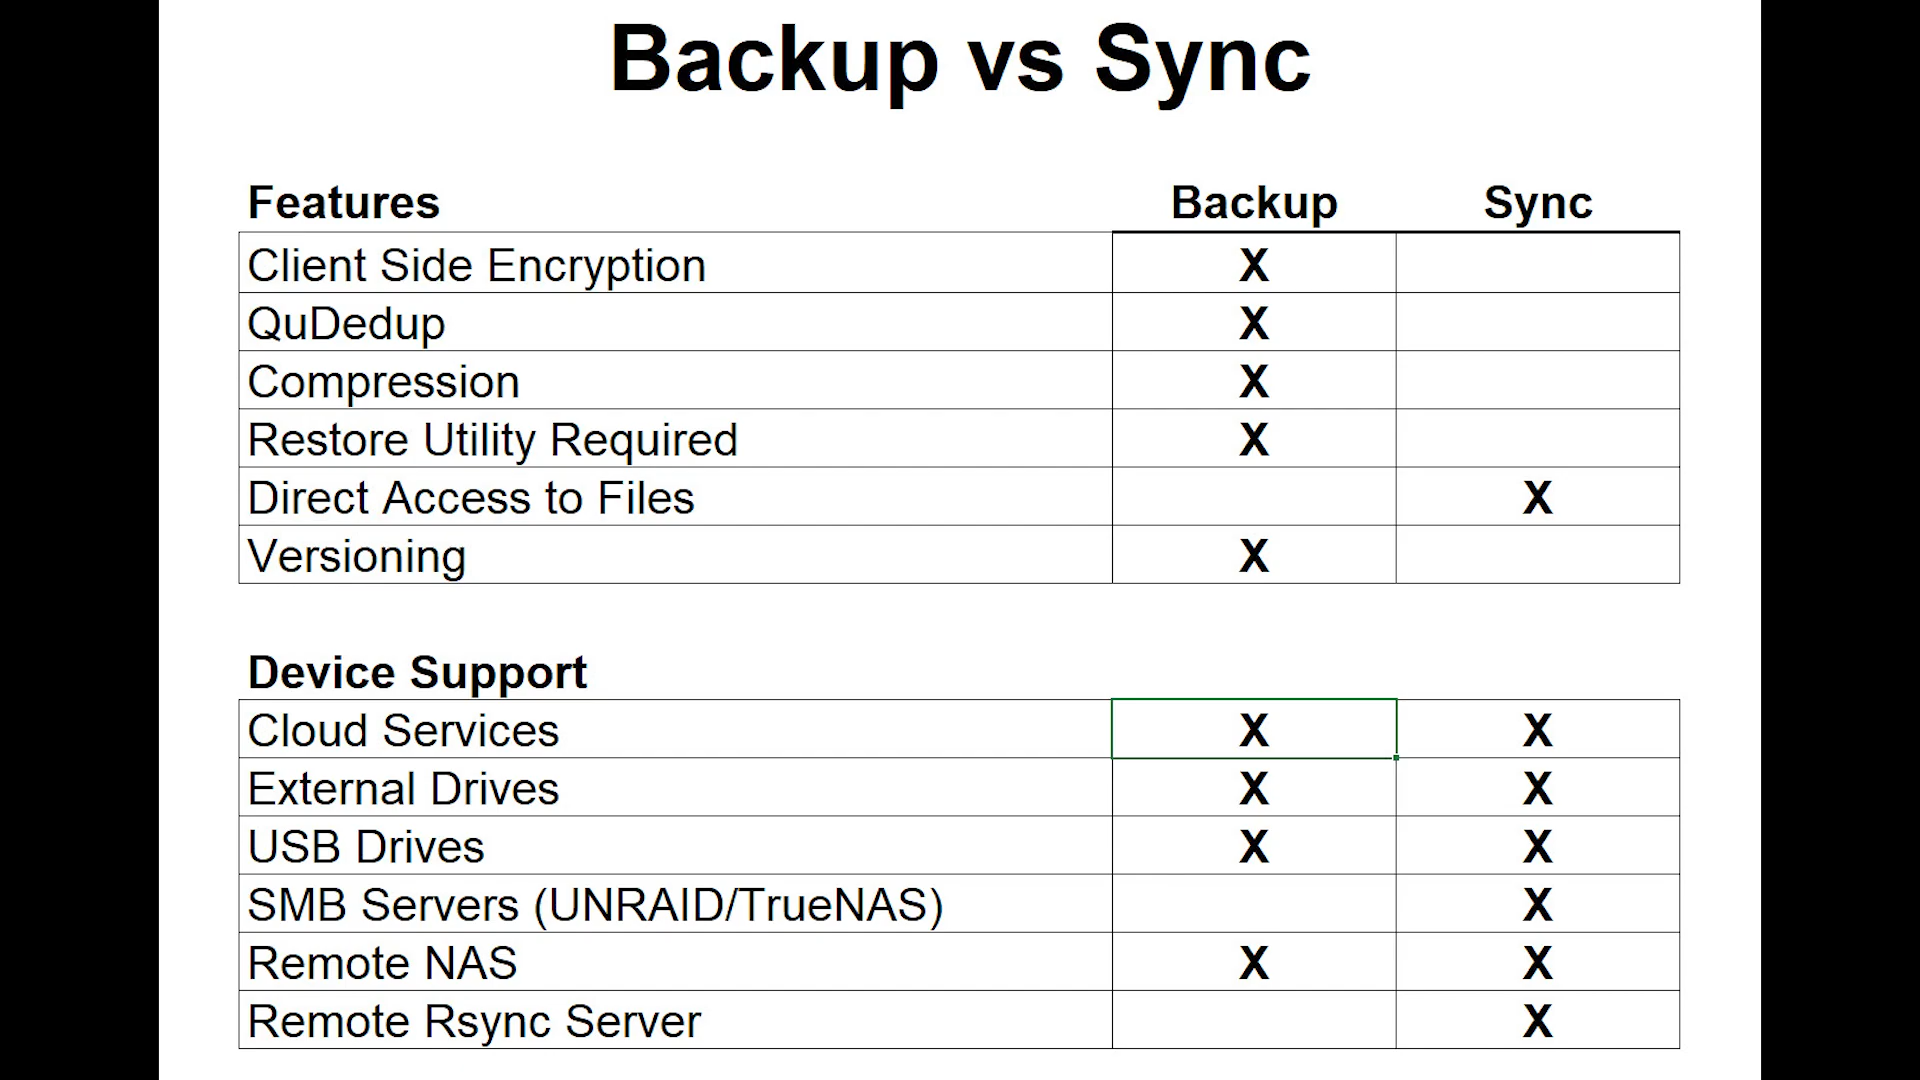 Backup vs Sync
Features Backup Sync
Client Side Encryption X
QuDedup X
Compression X
Restore Utility Required X
Direct Access to Files X
Versioning X
Device Support
Cloud Services X X
External Drives X X
USB Drives X X
SMB Servers (UNRAID/TrueNAS) X
Remote NAS X X
Remote Rsync Server X